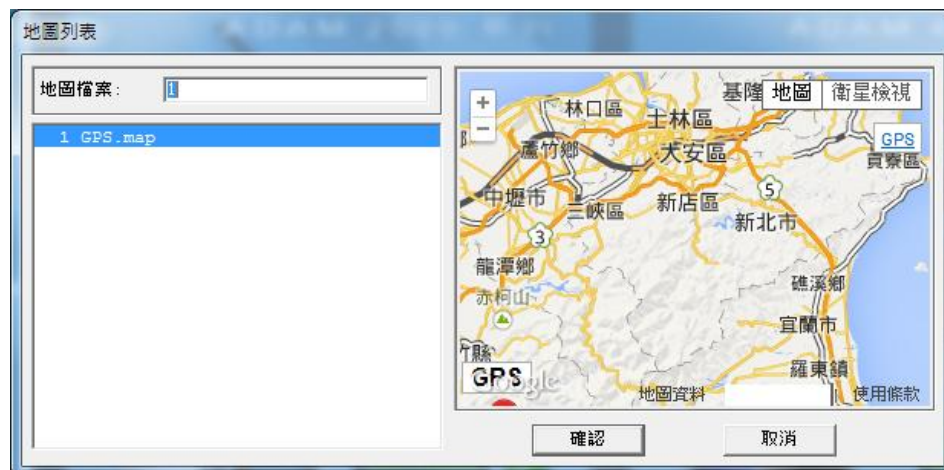 地圖列表
地圖檔案： 1
1 GPS.map
+
−
基隆
地圖
衛星檢視
林口區
士林區
GPS
蘆竹鄉
大安區
貢寮區
中壢市
5
三峽區
新店區
新北市
3
龍潭鄉
礁溪鄉
赤柯山
宜蘭市
竹縣
羅東鎮
GPS
Google
地圖資料
使用條款
確認
取消